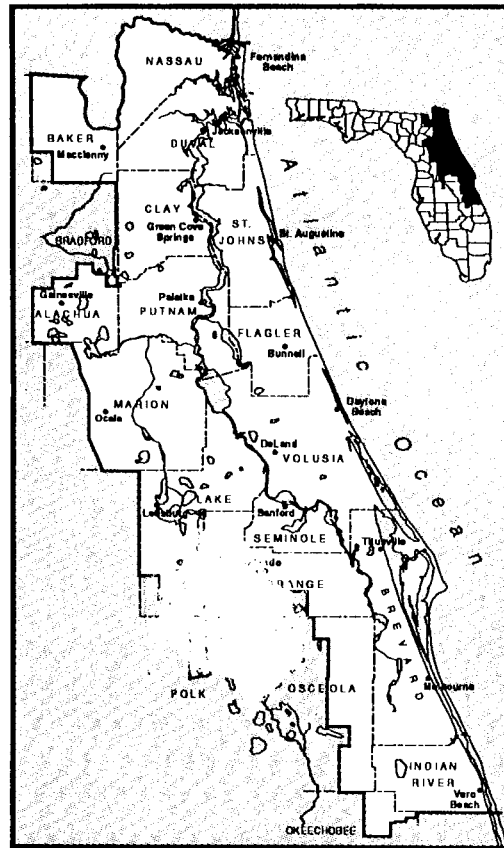 NASSAU
Fernandina
Beach
BAKER
Macclenny
DUVAL
Jacksonville
CLAY
Green Cove
Springs
ST.
JOHNS
St. Augustine
BRADFORD
Gainesville
ALACHUA
Palatka
PUTNAM
FLAGLER
Bunnell
MARION
Ocala
Daytona
Beach
DeLand
VOLUSIA
LAKE
Leesburg
Sanford
SEMINOLE
Titusville
BREVARD
POLK
OSCEOLA
Melbourne
INDIAN
RIVER
Vero
Beach
OKEECHOBEE
Atlantic Ocean